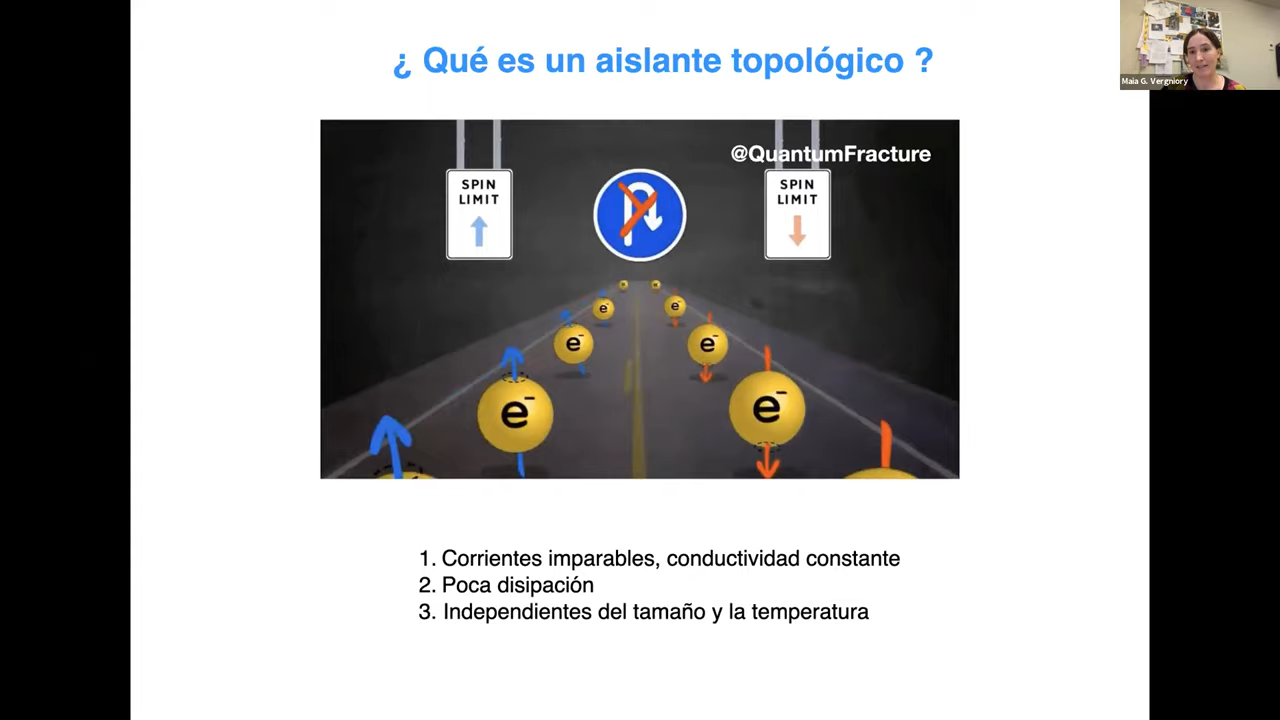 ¿ Qué es un aislante topológico ?
Maia G. Vergniory
@QuantumFracture
SPIN
LIMIT
SPIN
LIMIT
e-
e-
e-
e-
e-
e-
1. Corrientes imparables, conductividad constante
2. Poca disipación
3. Independientes del tamaño y la temperatura